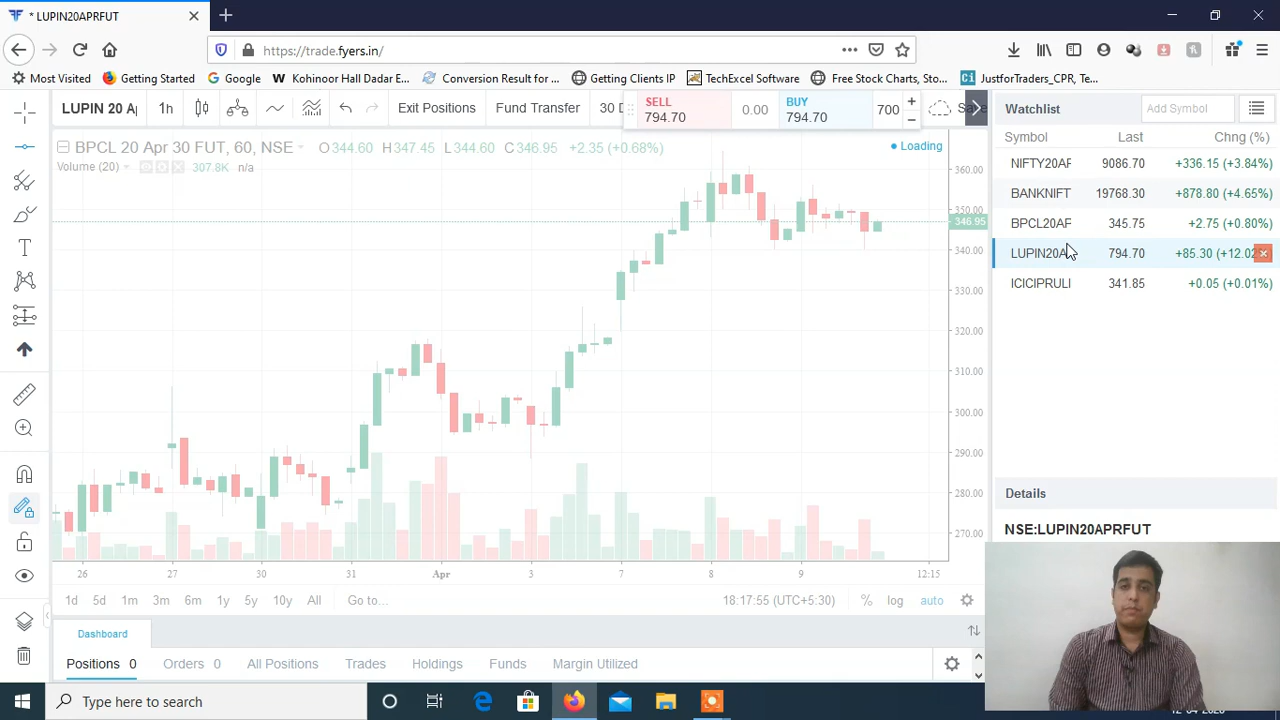 * LUPIN20APRFUT
https://trade.fyers.in/
Most Visited Getting Started Google Kohinoor Hall Dadar E... Conversion Result for ... Getting Clients IP TechExcel Software Free Stock Charts, Sto... JustforTraders_CPR, Te...
LUPIN 20 A 1h Exit Positions Fund Transfer 30 D
SELL
794.70
0.00
BUY
794.70
700
Watchlist
Add Symbol
BPCL 20 Apr 30 FUT, 60, NSE O 344.60 H 347.45 L 344.60 C 346.95 +2.35 (+0.68%)
Loading
Volume (20) 307.8K n/a
Symbol Last Chng (%)
NIFTY20AF 9086.70 +336.15 (+3.84%)
BANKNIFT 19768.30 +878.80 (+4.65%)
BPCL20AF 345.75 +2.75 (+0.80%)
LUPIN20A 794.70 +85.30 (+12.02
ICICIPRULI 341.85 +0.05 (+0.01%)
360.00
350.00
346.95
340.00
330.00
320.00
310.00
300.00
290.00
280.00
270.00
26 27 30 31 Apr 3 7 8 9 12:15
1d 5d 1m 3m 6m 1y 5y 10y All Go to... 18:17:55 (UTC+5:30) % log auto
Details
NSE:LUPIN20APRFUT
Dashboard
Positions 0 Orders 0 All Positions Trades Holdings Funds Margin Utilized
Type here to search